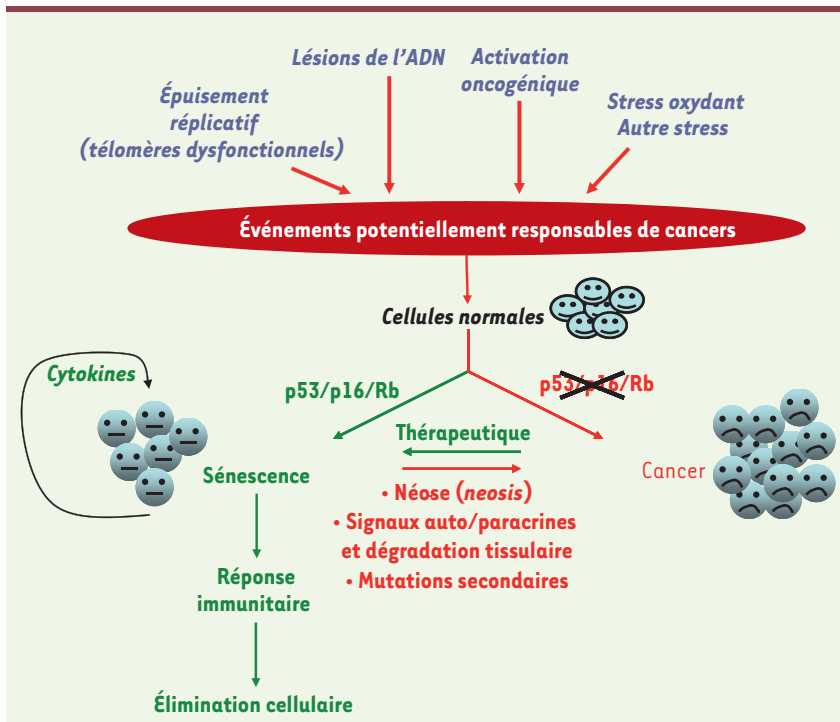 Lésions de l’ADN
Activation
oncogénique
Épuisement
réplicatif
(télomères dysfonctionnels)
Stress oxydant
Autre stress
Événements potentiellement responsables de cancers
Cellules normales
Cytokines
p53/p16/Rb
p53/p16/Rb
Thérapeutique
Sénescence
Cancer
• Néose (neosis)
• Signaux auto/paracrines
et dégradation tissulaire
• Mutations secondaires
Réponse
immunitaire
Élimination cellulaire